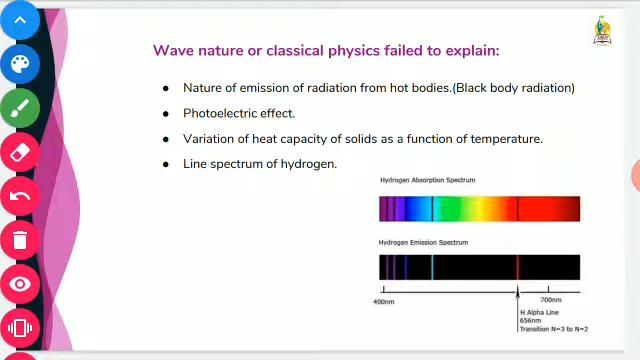 Wave nature or classical physics failed to explain:
● Nature of emission of radiation from hot bodies.(Black body radiation)
● Photoelectric effect.
● Variation of heat capacity of solids as a function of temperature.
● Line spectrum of hydrogen.
Hydrogen Absorption Spectrum
Hydrogen Emission Spectrum
400nm
700nm
H Alpha Line
656nm
Transition N=3 to N=2